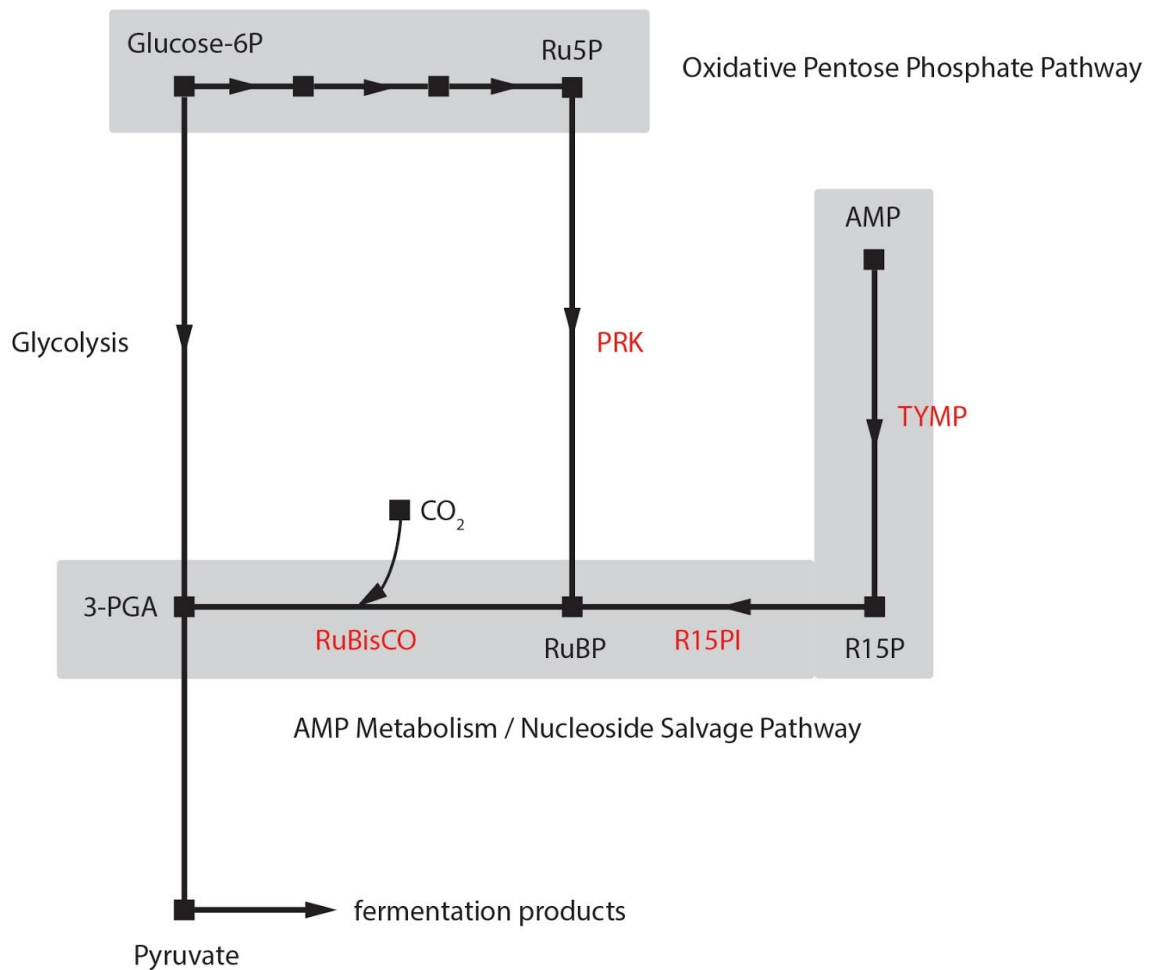 Glucose-6P
Ru5P
Oxidative Pentose Phosphate Pathway
AMP
Glycolysis
PRK
TYMP
CO₂
3-PGA
RuBisCO
RuBP
R15PI
R15P
AMP Metabolism / Nucleoside Salvage Pathway
fermentation products
Pyruvate